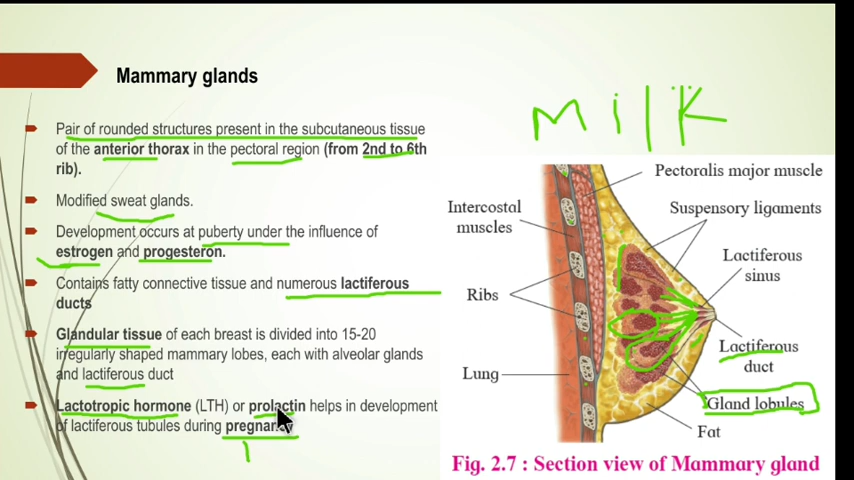 Mammary glands
Milk
Pair of rounded structures present in the subcutaneous tissue
of the anterior thorax in the pectoral region (from 2nd to 6th
rib).
Modified sweat glands.
Development occurs at puberty under the influence of
estrogen and progesteron.
Contains fatty connective tissue and numerous lactiferous
ducts
Glandular tissue of each breast is divided into 15-20
irregularly shaped mammary lobes, each with alveolar glands
and lactiferous duct
Lactotropic hormone (LTH) or prolactin helps in development
of lactiferous tubules during
Pectoralis major muscle
Intercostal
muscles
Suspensory ligaments
Lactiferous
sinus
Ribs
Lactiferous
duct
Lung
Gland lobules
Fat
Fig. 2.7 : Section view of Mammary gland